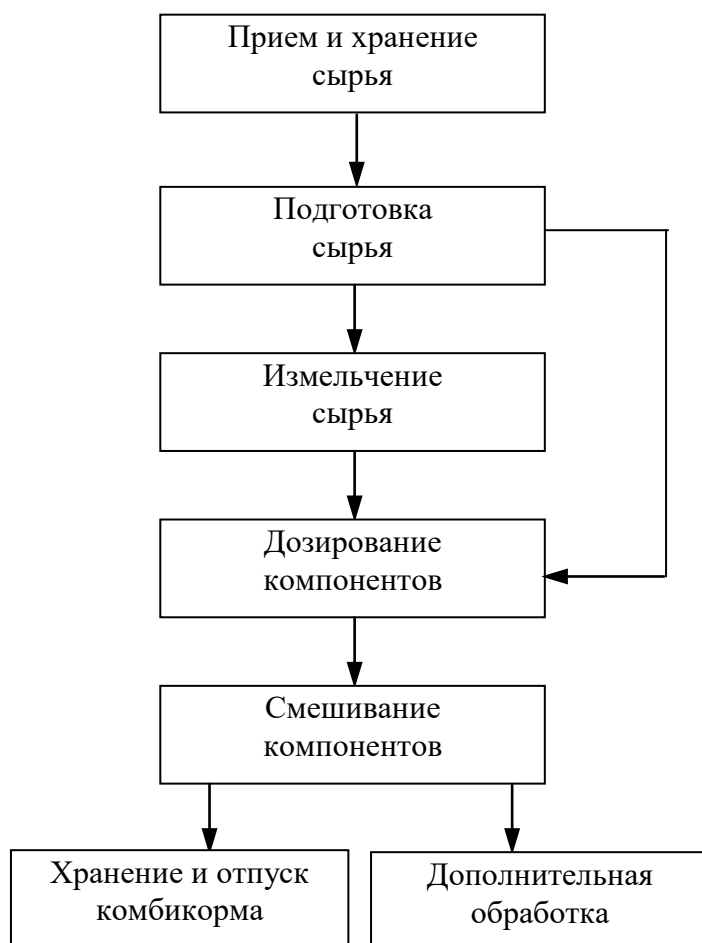 Прием и хранение
сырья
Подготовка
сырья
Измельчение
сырья
Дозирование
компонентов
Смешивание
компонентов
Хранение и отпуск
комбикорма
Дополнительная
обработка